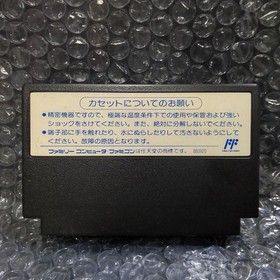 カセットについてのお願い
●精密機器ですので、極端な温度条件下での使用や保管および強い
ショックをさけてください。また、絶対に分解しないでください。
●端子部に手を触れたり、水にぬらしたりして汚さないようにして
ください。故障の原因となります。
ファミリーコンピュータ・ファミコンは任天堂の商標です。